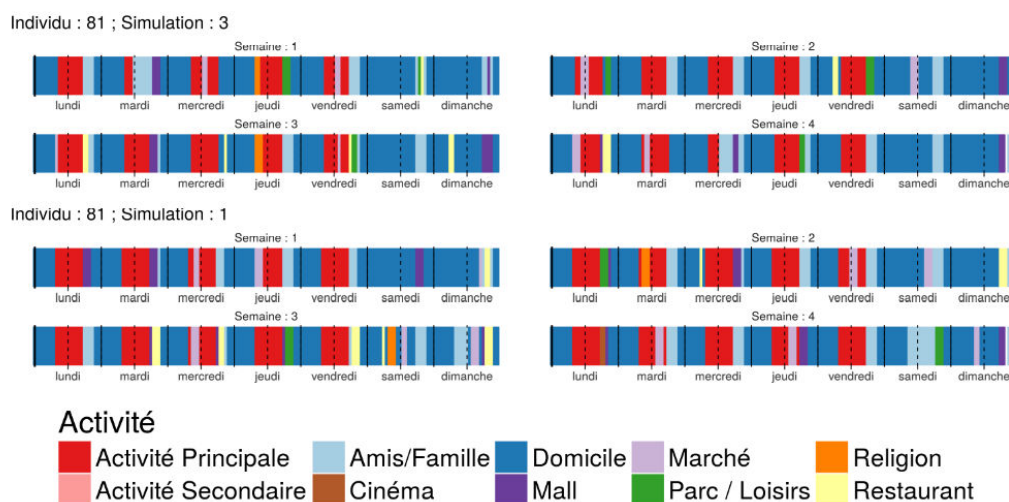 Individu : 81 ; Simulation : 3
Semaine : 1
Semaine : 2
lundi mardi mercredi jeudi vendredi samedi dimanche
lundi mardi mercredi jeudi vendredi samedi dimanche
Semaine : 3
Semaine : 4
lundi mardi mercredi jeudi vendredi samedi dimanche
lundi mardi mercredi jeudi vendredi samedi dimanche
Individu : 81 ; Simulation : 1
Semaine : 1
Semaine : 2
lundi mardi mercredi jeudi vendredi samedi dimanche
lundi mardi mercredi jeudi vendredi samedi dimanche
Semaine : 3
Semaine : 4
lundi mardi mercredi jeudi vendredi samedi dimanche
lundi mardi mercredi jeudi vendredi samedi dimanche
Activité
Activité Principale Amis/Famille Domicile Marché Religion
Activité Secondaire Cinéma Mall Parc / Loisirs Restaurant